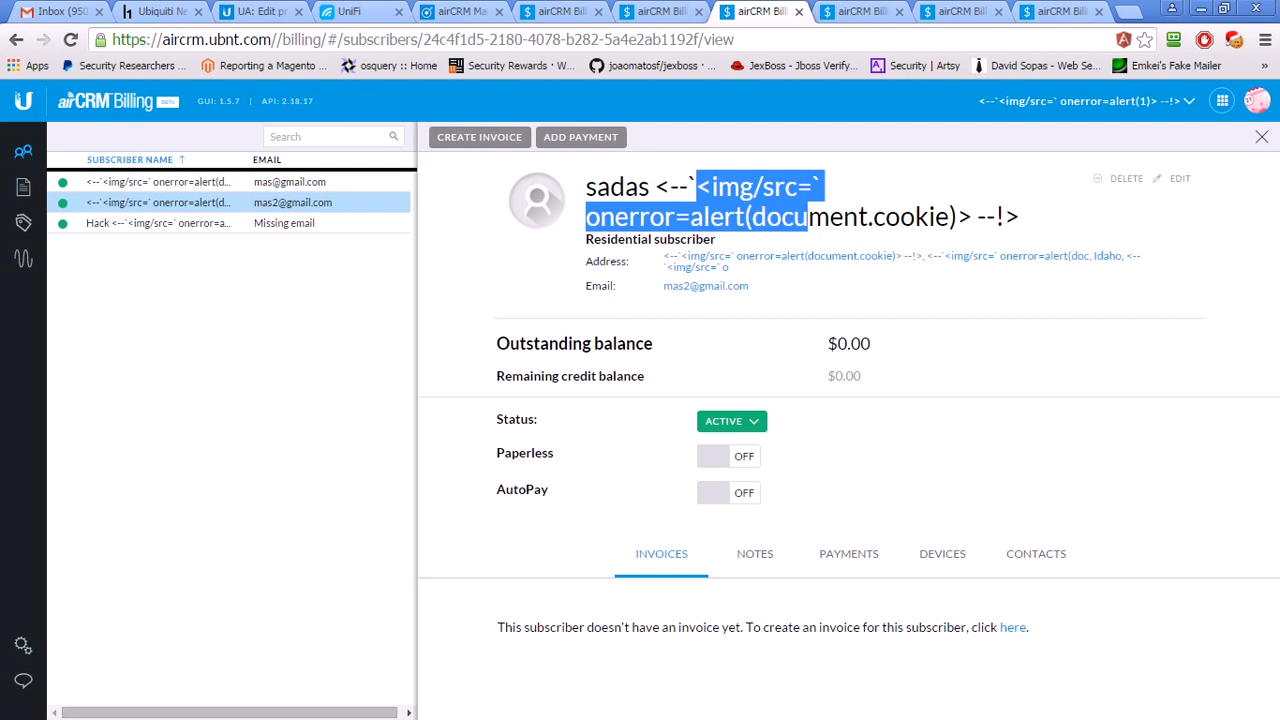 Inbox (950
Ubiquiti Ne
UA: Edit pr
UniFi
airCRM Ma
airCRM Bill
airCRM Billi
airCRM Billi
airCRM Bill
airCRM Bill
airCRM Bill
https://aircrm.ubnt.com//billing/#/subscribers/24c4f1d5-2180-4078-b282-5a4e2ab1192f/view
Apps
Security Researchers ...
Reporting a Magento ...
osquery :: Home
Security Rewards · W...
joaomatosf/jexboss · ...
JexBoss - Jboss Verify...
Security | Artsy
David Sopas - Web Se...
Emkei's Fake Mailer
»
airCRM Billing BETA
GUI: 1.5.7
API: 2.18.17
<--`<img/src=` onerror=alert(1)> --!>
Search
CREATE INVOICE
ADD PAYMENT
SUBSCRIBER NAME ↑
EMAIL
<--`<img/src=` onerror=alert(d...
mas@gmail.com
<--`<img/src=` onerror=alert(d...
mas2@gmail.com
Hack <--`<img/src=` onerror=a...
Missing email
sadas <--`<img/src=`
onerror=alert(document.cookie)> --!>
DELETE
EDIT
Residential subscriber
Address:
<--`<img/src=` onerror=alert(document.cookie)> --!>, <--`<img/src=` onerror=alert(doc, Idaho, <--
`<img/src=` o
Email:
mas2@gmail.com
Outstanding balance
$0.00
Remaining credit balance
$0.00
Status:
ACTIVE
Paperless
OFF
AutoPay
OFF
INVOICES
NOTES
PAYMENTS
DEVICES
CONTACTS
This subscriber doesn't have an invoice yet. To create an invoice for this subscriber, click here.